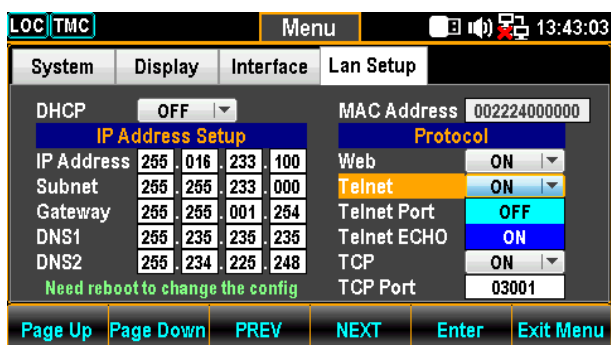 LOC TMC Menu 13:43:03
System Display Interface Lan Setup
DHCP OFF MAC Address 002224000000
IP Address Setup Protocol
IP Address 255 . 016 . 233 . 100 Web ON
Subnet 255 . 255 . 233 . 000 Telnet ON
Gateway 255 . 255 . 001 . 254 Telnet Port OFF
DNS1 255 . 235 . 235 . 235 Telnet ECHO ON
DNS2 255 . 234 . 225 . 248 TCP ON
Need reboot to change the config TCP Port 03001
Page Up Page Down PREV NEXT Enter Exit Menu